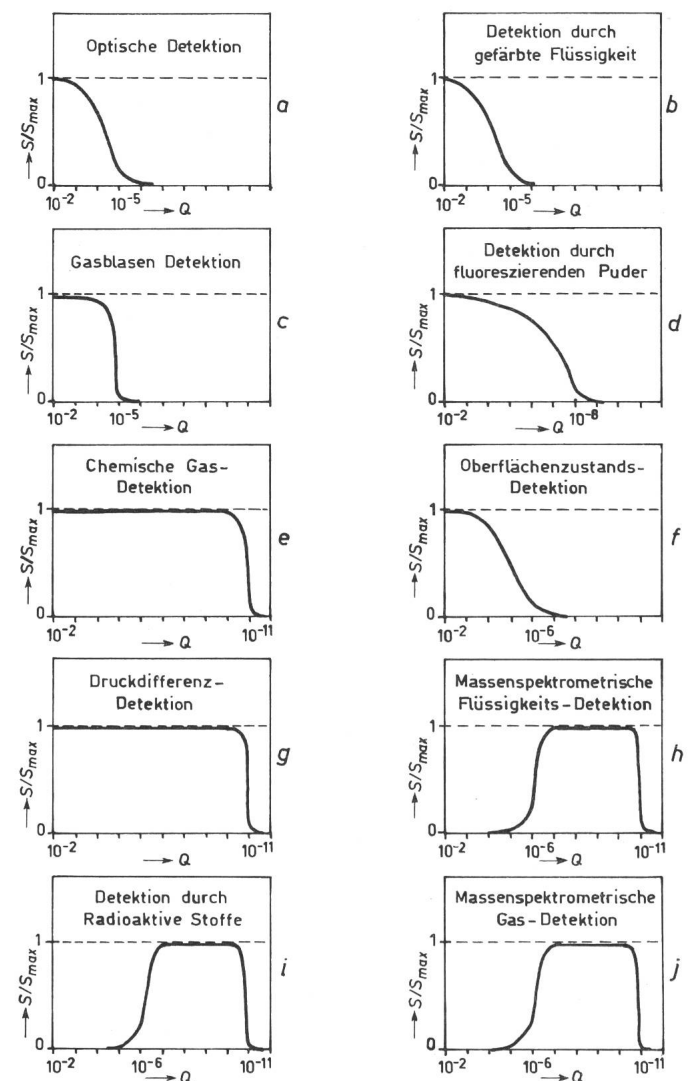 Optische Detektion
1
0
S/Smax
10-2
10-5
Q
a
Detektion durch
gefärbte Flüssigkeit
1
0
S/Smax
10-2
10-5
Q
b
Gasblasen Detektion
1
0
S/Smax
10-2
10-5
Q
c
Detektion durch
fluoreszierenden Puder
1
0
S/Smax
10-2
10-8
Q
d
Chemische Gas-
Detektion
1
0
S/Smax
10-2
10-11
Q
e
Oberflächenzustands-
Detektion
1
0
S/Smax
10-2
10-6
Q
f
Druckdifferenz-
Detektion
1
0
S/Smax
10-2
10-11
Q
g
Massenspektrometrische
Flüssigkeits-Detektion
1
0
S/Smax
10-2
10-6
10-11
Q
h
Detektion durch
Radioaktive Stoffe
1
0
S/Smax
10-2
10-6
10-11
Q
i
Massenspektrometrische
Gas-Detektion
1
0
S/Smax
10-2
10-6
10-11
Q
j